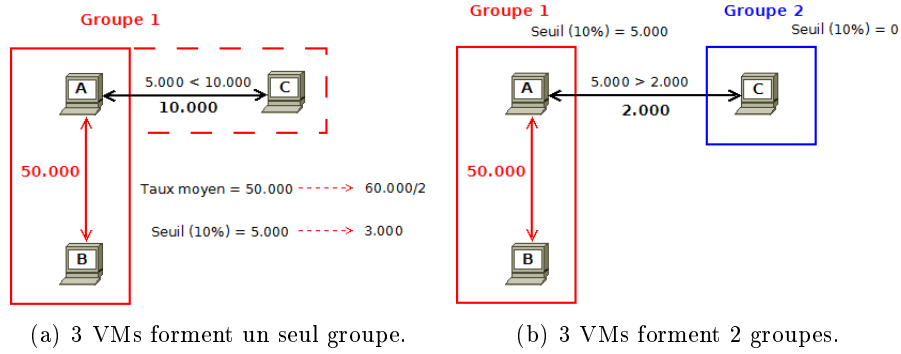 Groupe 1
A
5.000 < 10.000
C
10.000
50.000
Taux moyen = 50.000
60.000/2
Seuil (10%) = 5.000
3.000
B
(a) 3 VMs forment un seul groupe.
Groupe 1
Groupe 2
Seuil (10%) = 5.000
Seuil (10%) = 0
A
5.000 > 2.000
C
2.000
50.000
B
(b) 3 VMs forment 2 groupes.